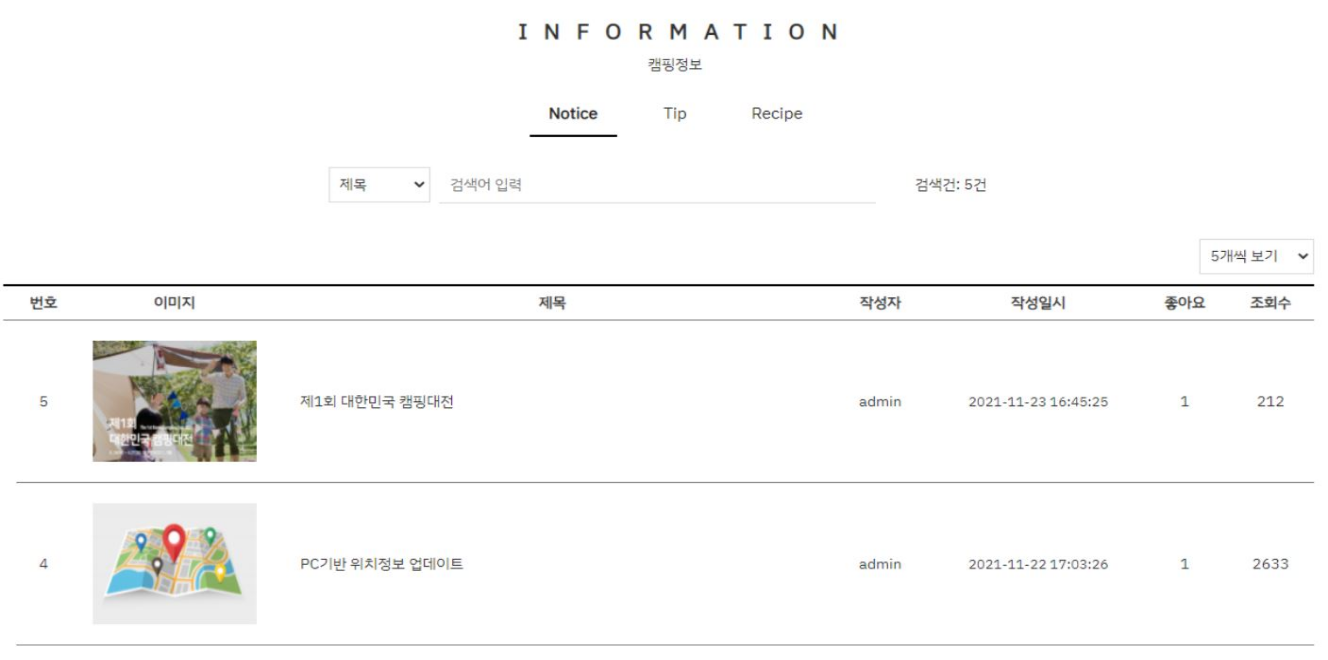 INFORMATION
캠핑정보
Notice Tip Recipe
제목 검색어 입력 검색건: 5건
5개씩 보기
번호 이미지 제목 작성자 작성일시 좋아요 조회수
제1회
대한민국 캠핑대전
5 제1회 대한민국 캠핑대전 admin 2021-11-23 16:45:25 1 212
4 PC기반 위치정보 업데이트 admin 2021-11-22 17:03:26 1 2633